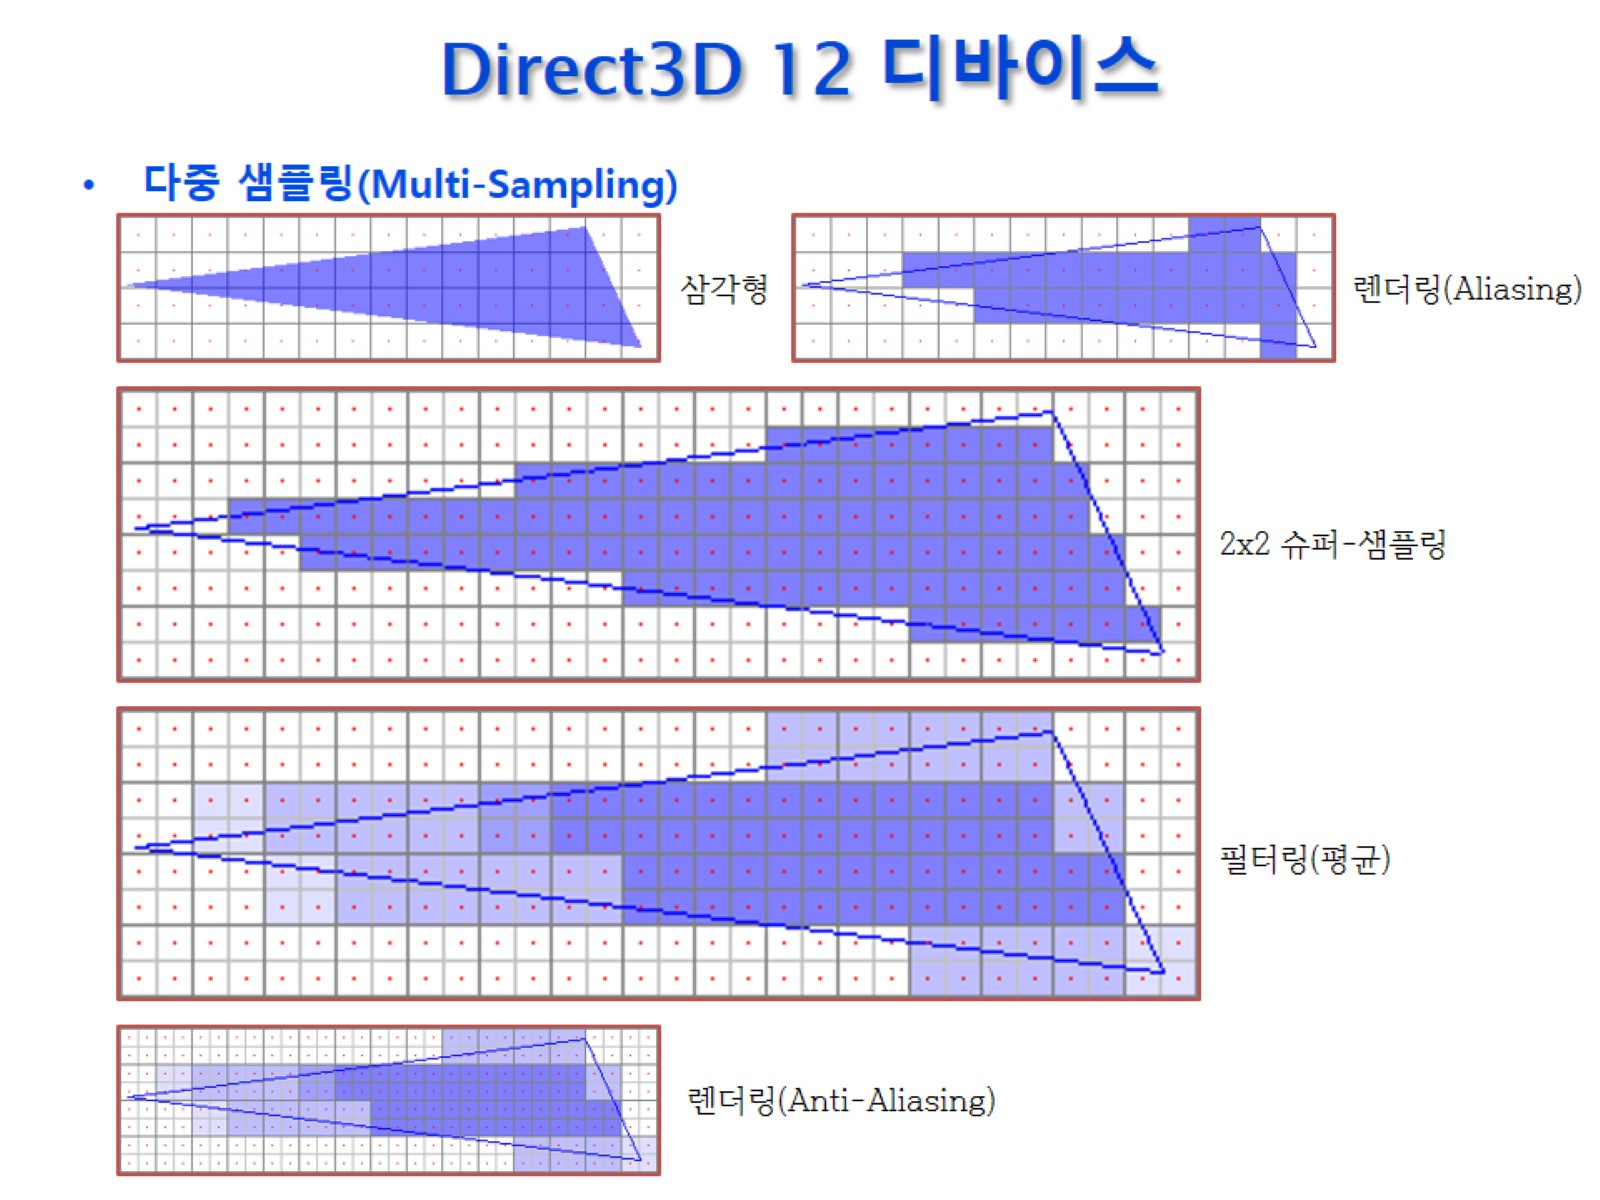 Direct3D 12 디바이스
• 다중 샘플링(Multi-Sampling)
삼각형
렌더링(Aliasing)
2x2 슈퍼-샘플링
필터링(평균)
렌더링(Anti-Aliasing)